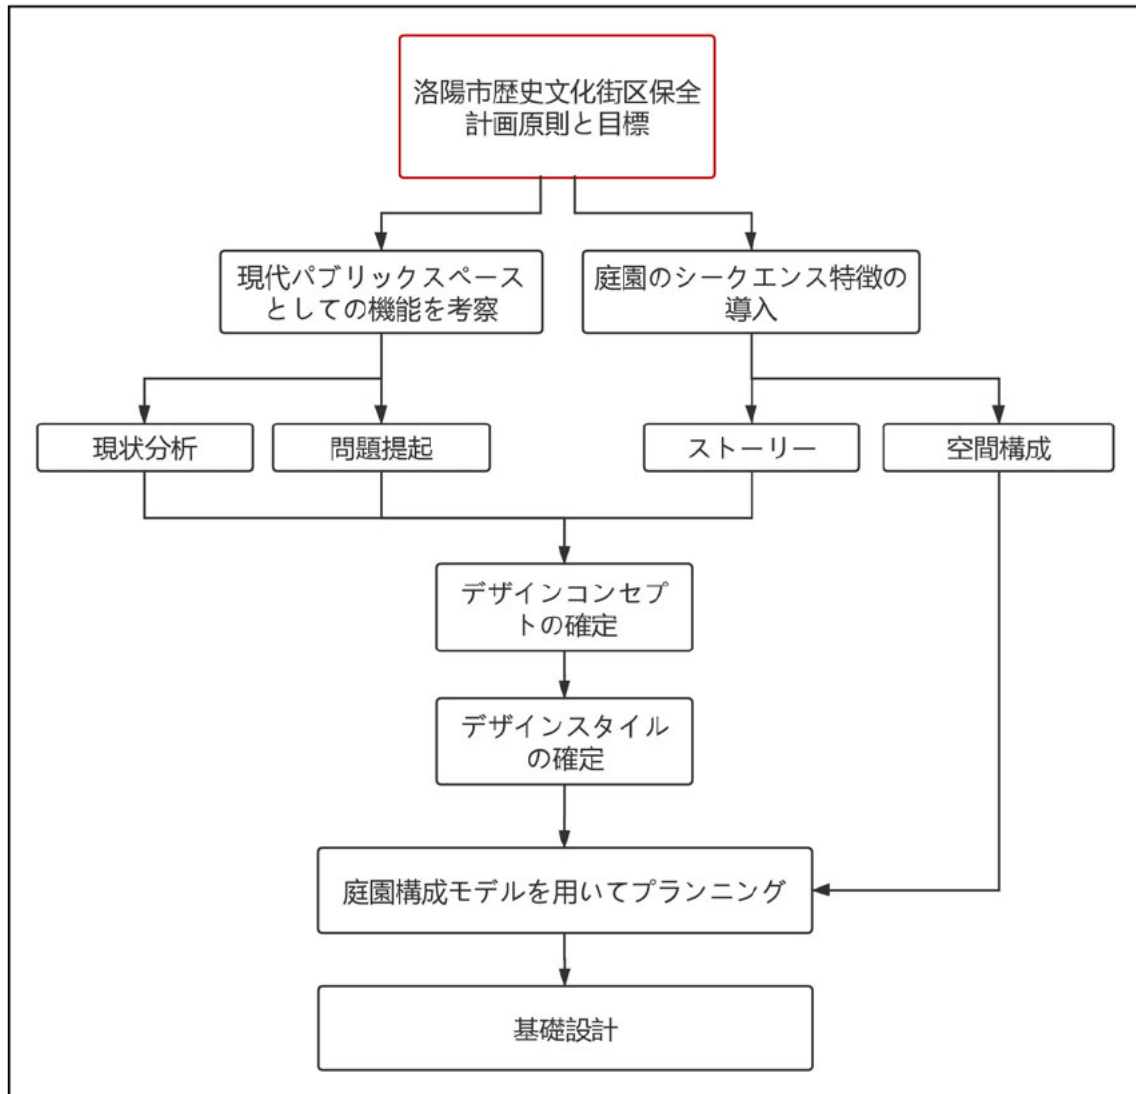 洛陽市歴史文化街区保全
計画原則と目標
現代パブリックスペース
としての機能を考察
庭園のシークエンス特徴の
導入
現状分析
問題提起
ストーリー
空間構成
デザインコンセプ
トの確定
デザインスタイル
の確定
庭園構成モデルを用いてプランニング
基礎設計